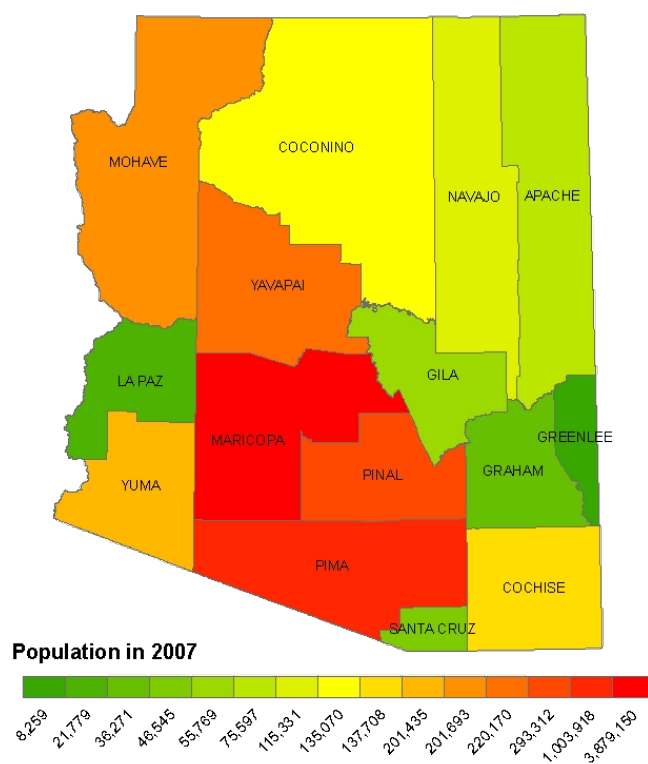 COCONINO
MOHAVE
NAVAJO
APACHE
YAVAPAI
GILA
LA PAZ
GREENLEE
MARICOPA
GRAHAM
PINAL
YUMA
PIMA
COCHISE
SANTA CRUZ
Population in 2007
8,259
21,779
36,271
46,545
55,769
75,597
115,331
135,070
137,708
201,435
201,693
220,170
293,312
1,003,918
3,879,150